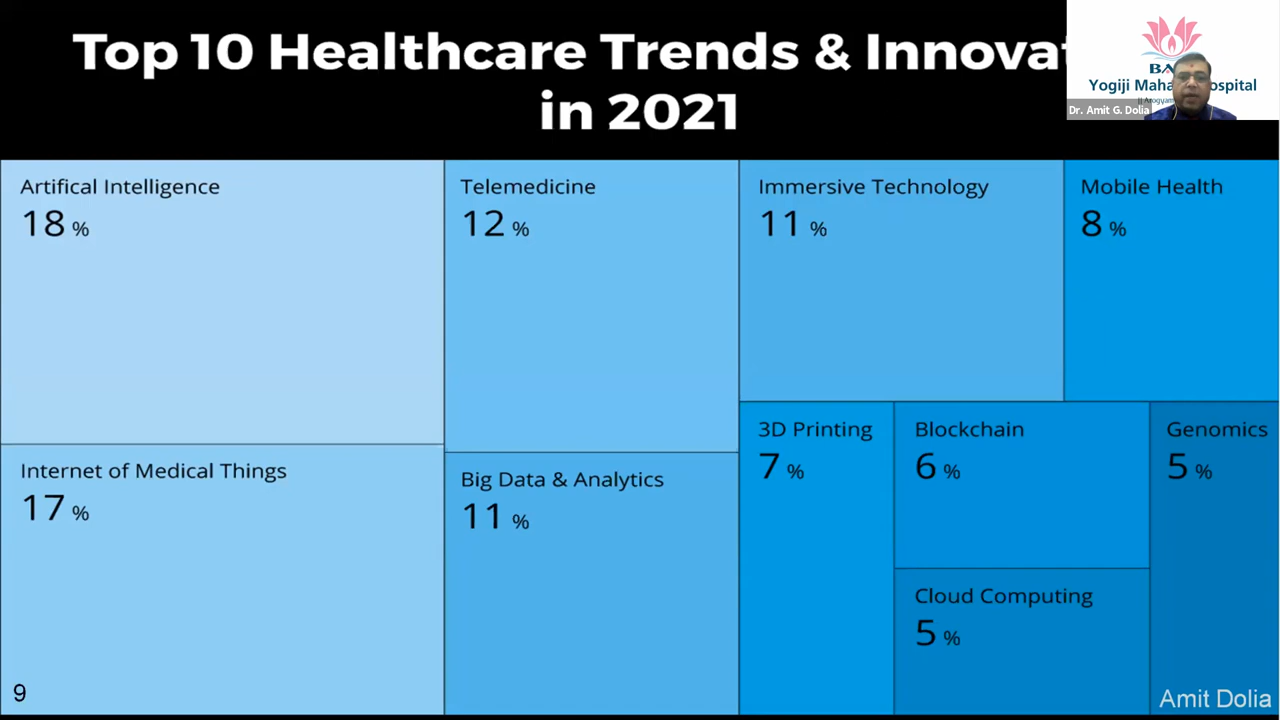 Top 10 Healthcare Trends & Innovat
in 2021
Yogiji Maha ospital
Dr. Amit G. Dolia
Artifical Intelligence
18 %
Telemedicine
12 %
Immersive Technology
11 %
Mobile Health
8 %
Internet of Medical Things
17 %
Big Data & Analytics
11 %
3D Printing
7 %
Blockchain
6 %
Genomics
5 %
Cloud Computing
5 %
9
Amit Dolia